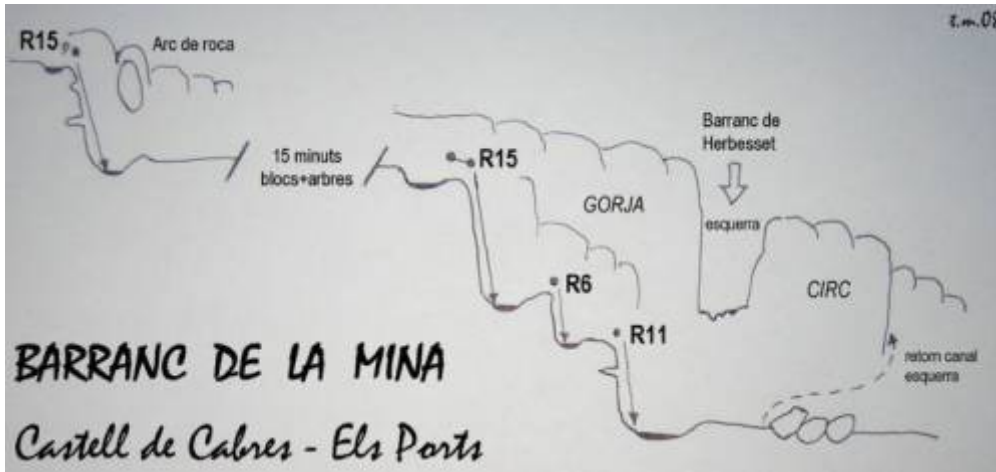 R15
Arc de roca
15 minuts
blocs+arbres
R15
GORJA
Barranc de
Herbesset
esquerra
R6
CIRC
R11
retorn canal
esquerra
BARRANC DE LA MINA
Castell de Cabres - Els Ports